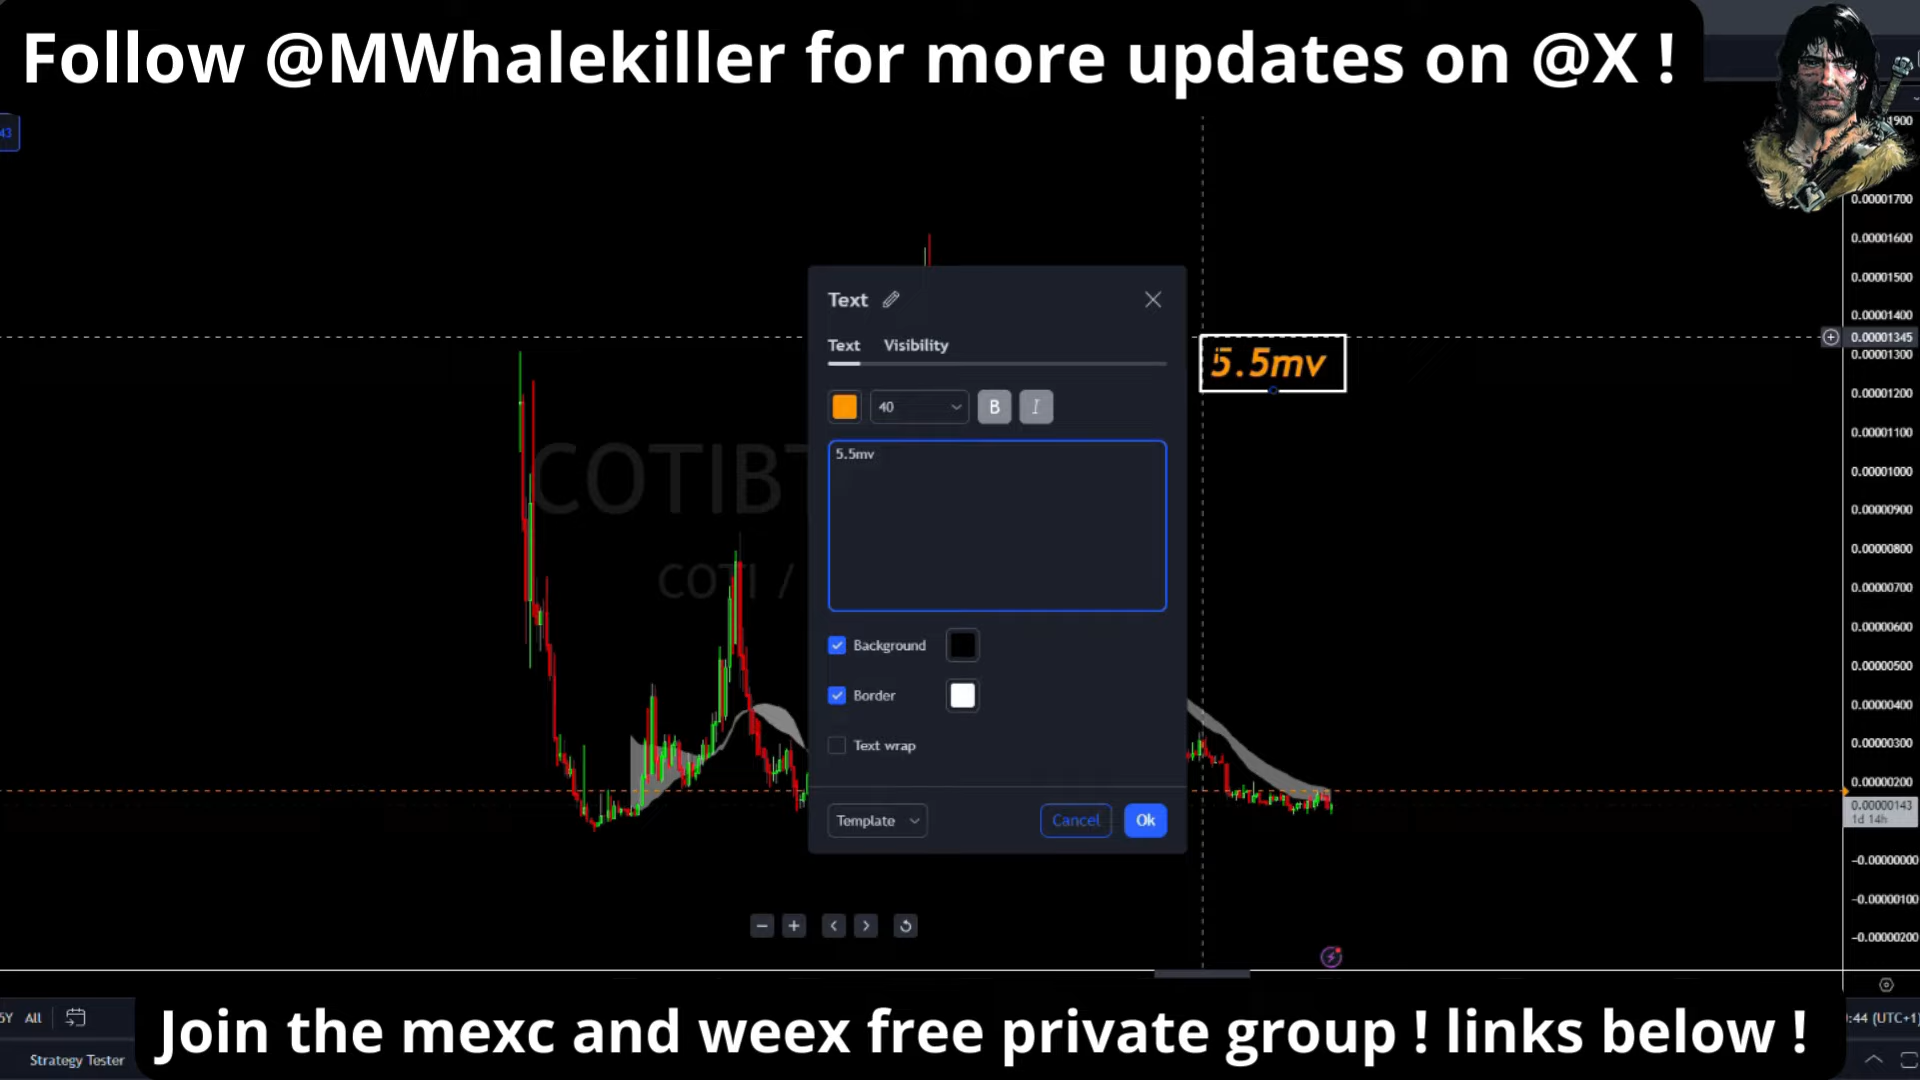 Follow @MWhalekiller for more updates on @X !
43
1900
0.00001700
0.00001600
0.00001500
Text
0.00001400
0.00001345
Text Visibility
5.5mv
0.00001300
40 B I
0.00001200
0.00001100
5.5mv
COTIBT
0.00001000
0.00000900
0.00000800
COTI /
0.00000700
0.00000600
Background
0.00000500
Border
0.00000400
Text wrap
0.00000300
0.00000200
0.00000143
1d 14h
Template Cancel Ok
-0.00000000
-0.00000100
-0.00000200
5Y All
:44 (UTC+1)
Join the mexc and weex free private group ! links below !
Strategy Tester